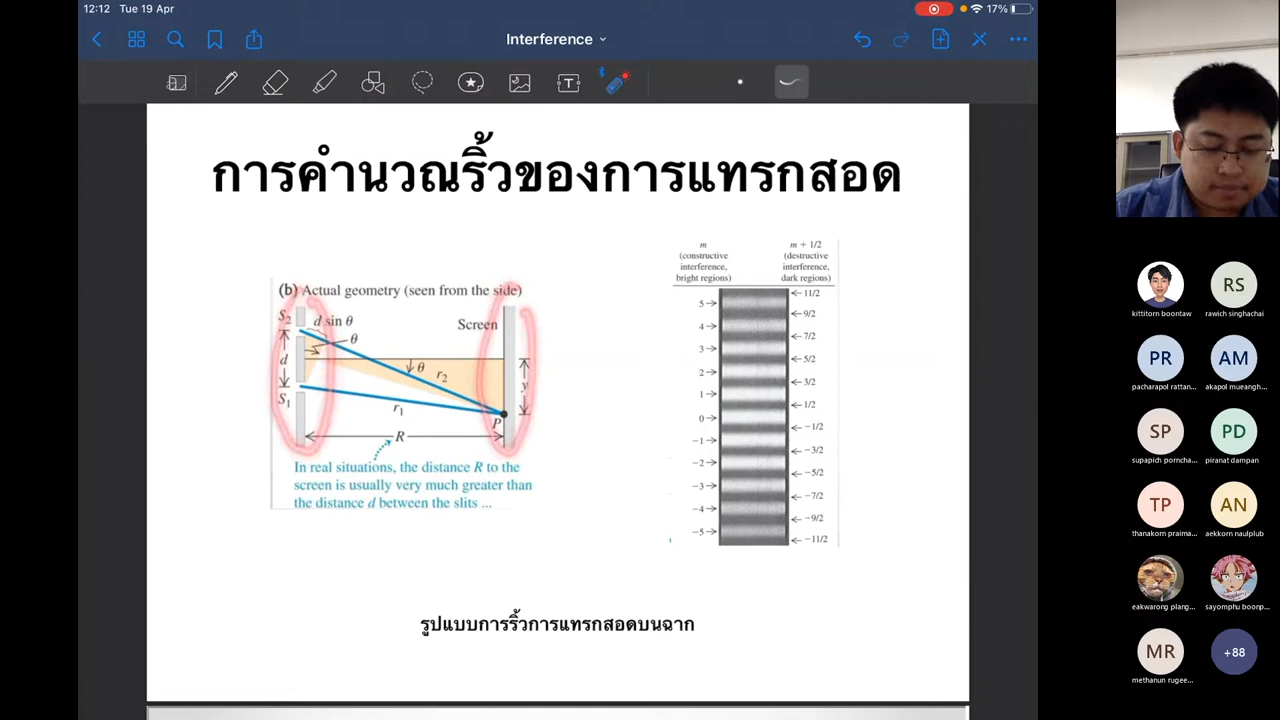 12:12 Tue 19 Apr
17%
Interference
การคำนวณริ้วของการแทรกสอด
(b) Actual geometry (seen from the side)
S2
d sin θ
Screen
θ
d
θ
r2
y
S1
r1
P
R
In real situations, the distance R to the
screen is usually very much greater than
the distance d between the slits ...
m
(constructive
interference,
bright regions)
m + 1/2
(destructive
interference,
dark regions)
11/2
5
9/2
4
7/2
3
5/2
2
3/2
1
1/2
0
−1/2
−1
−3/2
−2
−5/2
−3
−7/2
−4
−9/2
−5
−11/2
รูปแบบการริ้วการแทรกสอดบนฉาก
kittitorn boontaw
RS
rawich singhachai
PR
pacharapol rattan...
AM
akapol mueangh...
SP
supapich porncha...
PD
piranat dampan
TP
thanakorn praima...
AN
aekkorn naulplub
eakwarong plang...
sayomphu boonp...
MR
methanun rugee...
+88